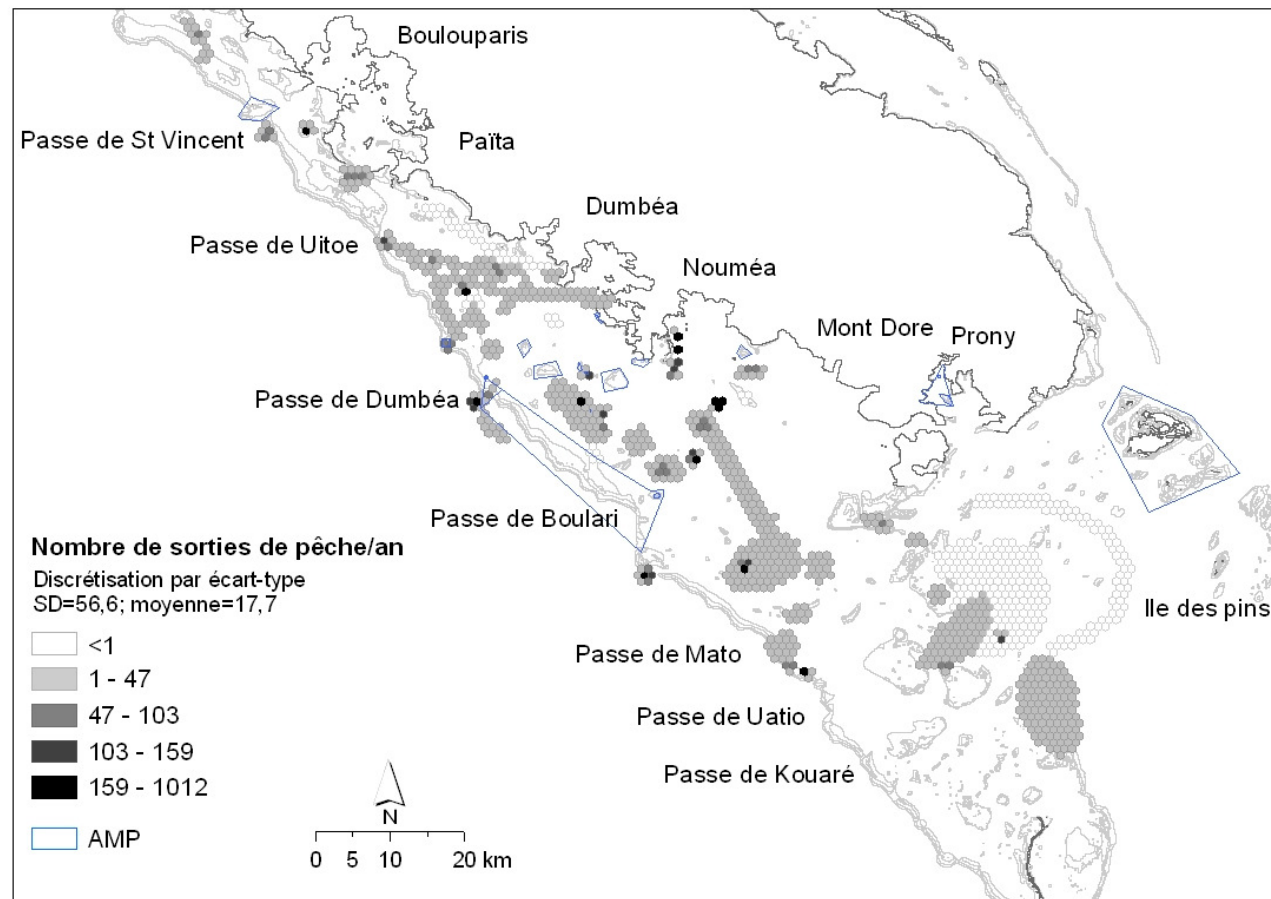 Boulouparis
Passe de St Vincent
Païta
Dumbéa
Passe de Uitoe
Nouméa
Mont Dore
Prony
Passe de Dumbéa
Passe de Boulari
Ile des pins
Passe de Mato
Passe de Uatio
Passe de Kouaré
Nombre de sorties de pêche/an
Discrétisation par écart-type
SD=56,6; moyenne=17,7
<1
1 - 47
47 - 103
103 - 159
159 - 1012
AMP
N
0 5 10 20 km